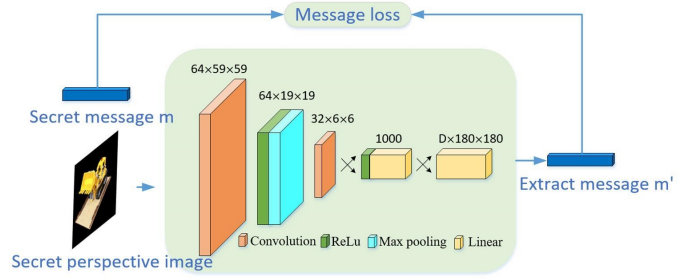 Message loss
64×59×59
64×19×19
32×6×6
1000
D×180×180
Secret message m
Extract message m'
Secret perspective image
Convolution
ReLu
Max pooling
Linear